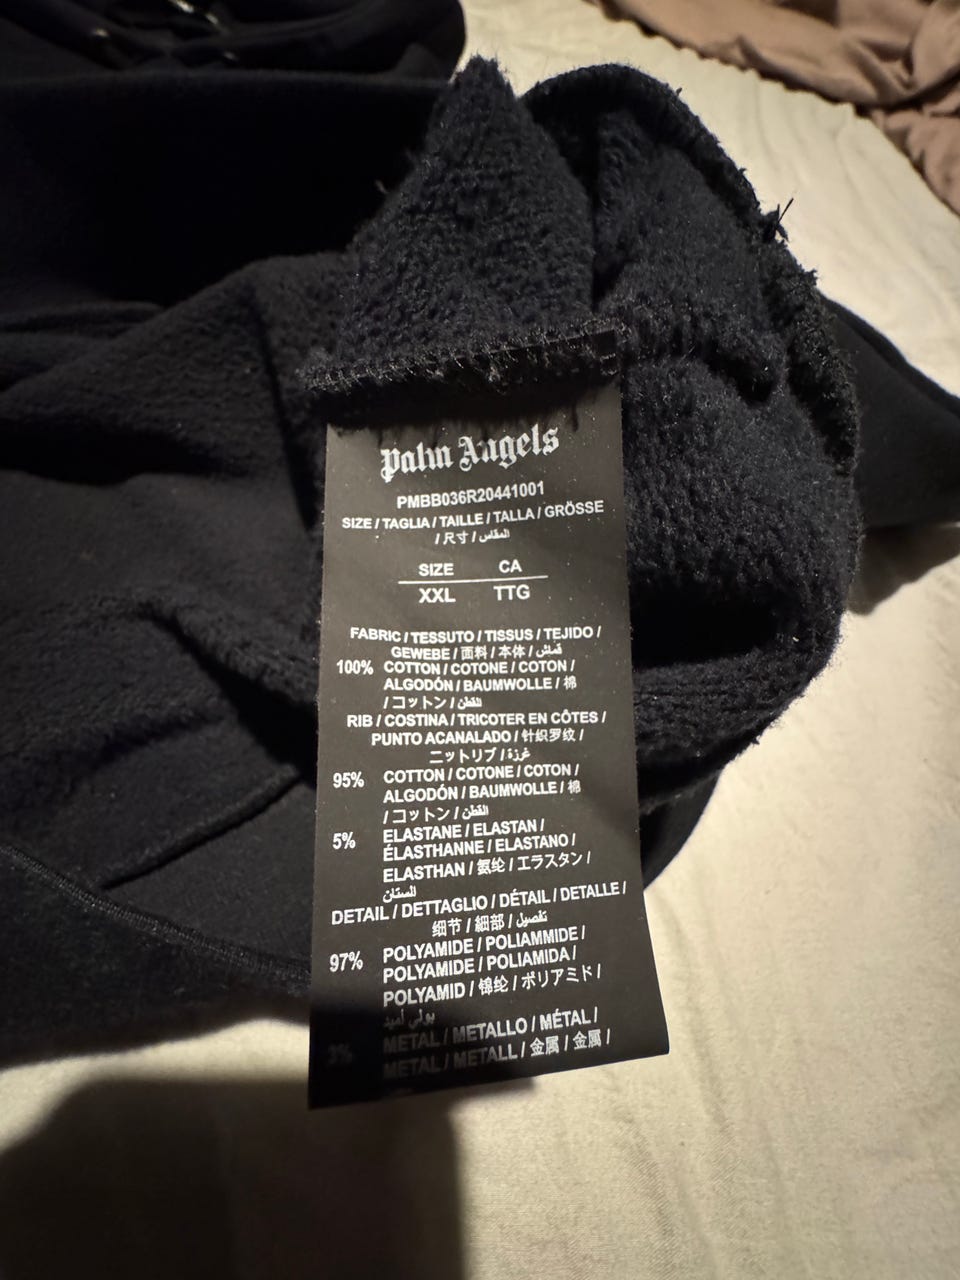 Palm Angels
PMBB036R20441001
SIZE / TAGLIA / TAILLE / TALLA / GRÖSSE
/ 尺寸 / المقاس
SIZE CA
XXL TTG
FABRIC / TESSUTO / TISSUS / TEJIDO /
GEWEBE / 面料 / 本体 / قماش
100% COTTON / COTONE / COTON /
ALGODÓN / BAUMWOLLE / 棉
/ コットン / القطن
RIB / COSTINA / TRICOTER EN CÔTES /
PUNTO ACANALADO / 针织罗纹 /
ニットリブ / غرزة
95% COTTON / COTONE / COTON /
ALGODÓN / BAUMWOLLE / 棉
/ コットン / القطن
5% ELASTANE / ELASTAN /
ÉLASTHANNE / ELASTANO /
ELASTHAN / 氨纶 / エラスタン /
الستان
DETAIL / DETTAGLIO / DÉTAIL / DETALLE /
细节 / 細部 / تفصيل
97% POLYAMIDE / POLIAMMIDE /
POLYAMIDE / POLIAMIDA /
POLYAMID / 锦纶 / ポリアミド /
بولي أميد
3% METAL / METALLO / MÉTAL /
METAL / METALL / 金属 / 金属 /